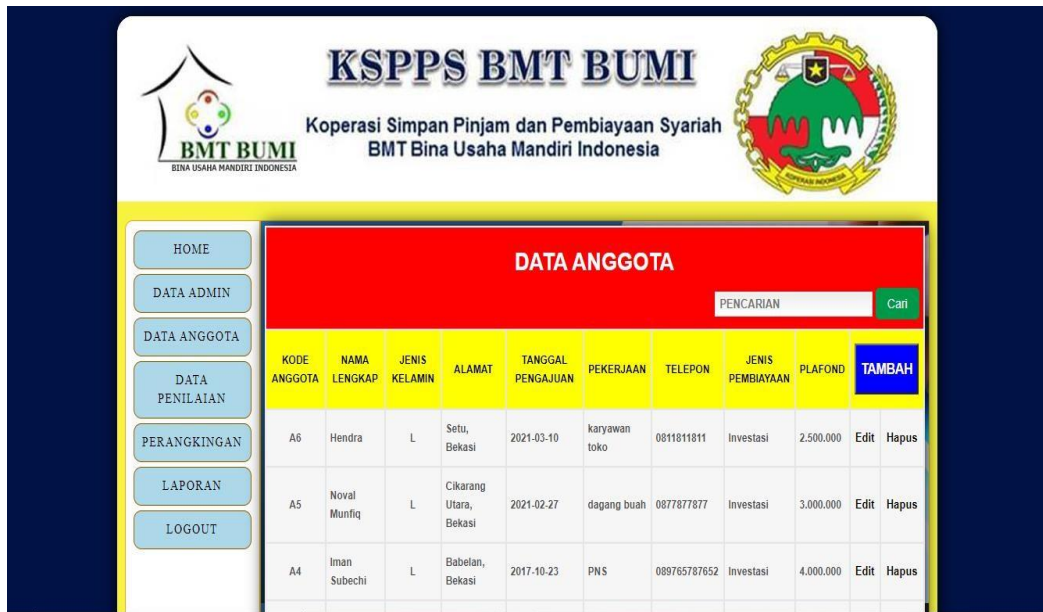 KSPPS BMT BUMI
Koperasi Simpan Pinjam dan Pembiayaan Syariah
BMT Bina Usaha Mandiri Indonesia
BMT BUMI
BINA USAHA MANDIRI INDONESIA
KOPERASI INDONESIA
HOME
DATA ADMIN
DATA ANGGOTA
DATA
PENILAIAN
PERANGKINGAN
LAPORAN
LOGOUT
DATA ANGGOTA
PENCARIAN Cari
KODE ANGGOTA NAMA LENGKAP JENIS KELAMIN ALAMAT TANGGAL PENGAJUAN PEKERJAAN TELEPON JENIS PEMBIAYAAN PLAFOND TAMBAH
A6 Hendra L Setu, Bekasi 2021-03-10 karyawan toko 0811811811 Investasi 2.500.000 Edit Hapus
A5 Noval Munfiq L Cikarang Utara, Bekasi 2021-02-27 dagang buah 0877877877 Investasi 3.000.000 Edit Hapus
A4 Iman Subechi L Babelan, Bekasi 2017-10-23 PNS 089765787652 Investasi 4.000.000 Edit Hapus